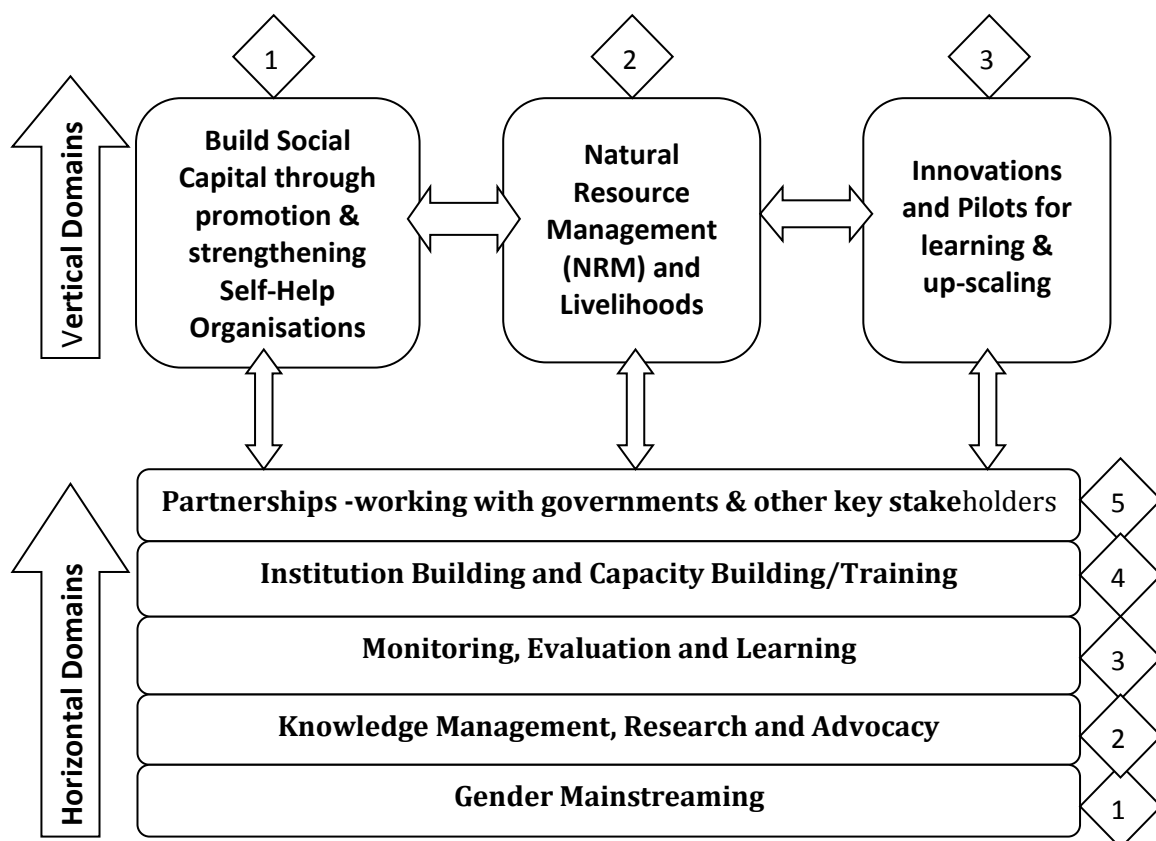 1
2
3
Vertical Domains
Build Social
Capital through
promotion &
strengthening
Self-Help
Organisations
Natural
Resource
Management
(NRM) and
Livelihoods
Innovations
and Pilots for
learning &
up-scaling
Horizontal Domains
Partnerships -working with governments & other key stakeholders
5
Institution Building and Capacity Building/Training
4
Monitoring, Evaluation and Learning
3
Knowledge Management, Research and Advocacy
2
Gender Mainstreaming
1